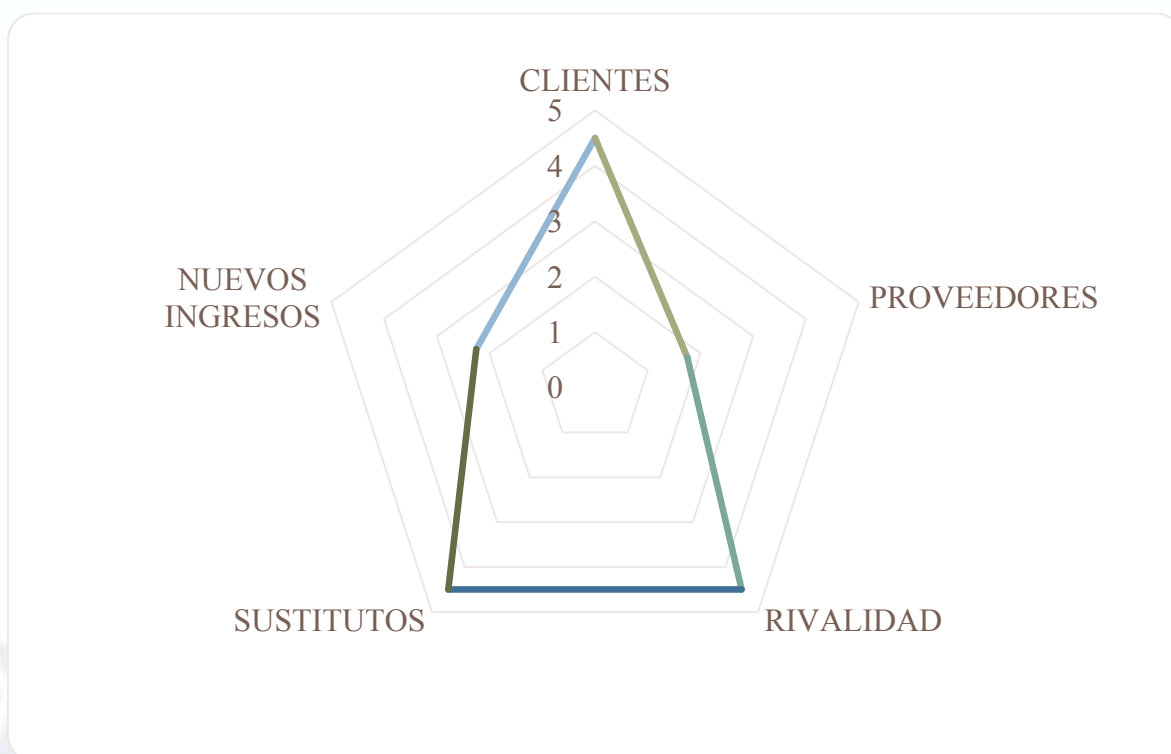 CLIENTES
5
4
3
2
1
0
NUEVOS
INGRESOS
PROVEEDORES
SUSTITUTOS
RIVALIDAD